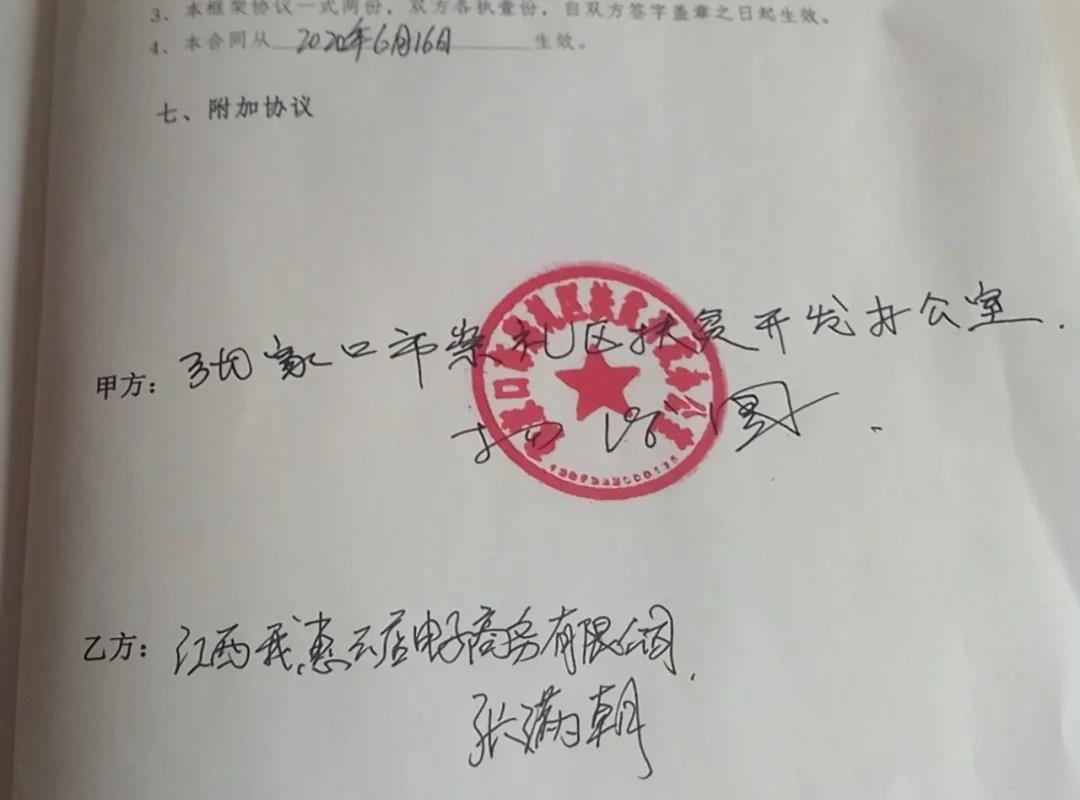 3、本框架协议一式两份，双方各执壹份，自双方签字盖章之日起生效。
4、本合同从 2020年6月16日 生效。
七、附加协议
甲方：张家口市崇礼区扶贫开发办公室.
乙方：江西我惠云店电子商务有限公司.
张满朝